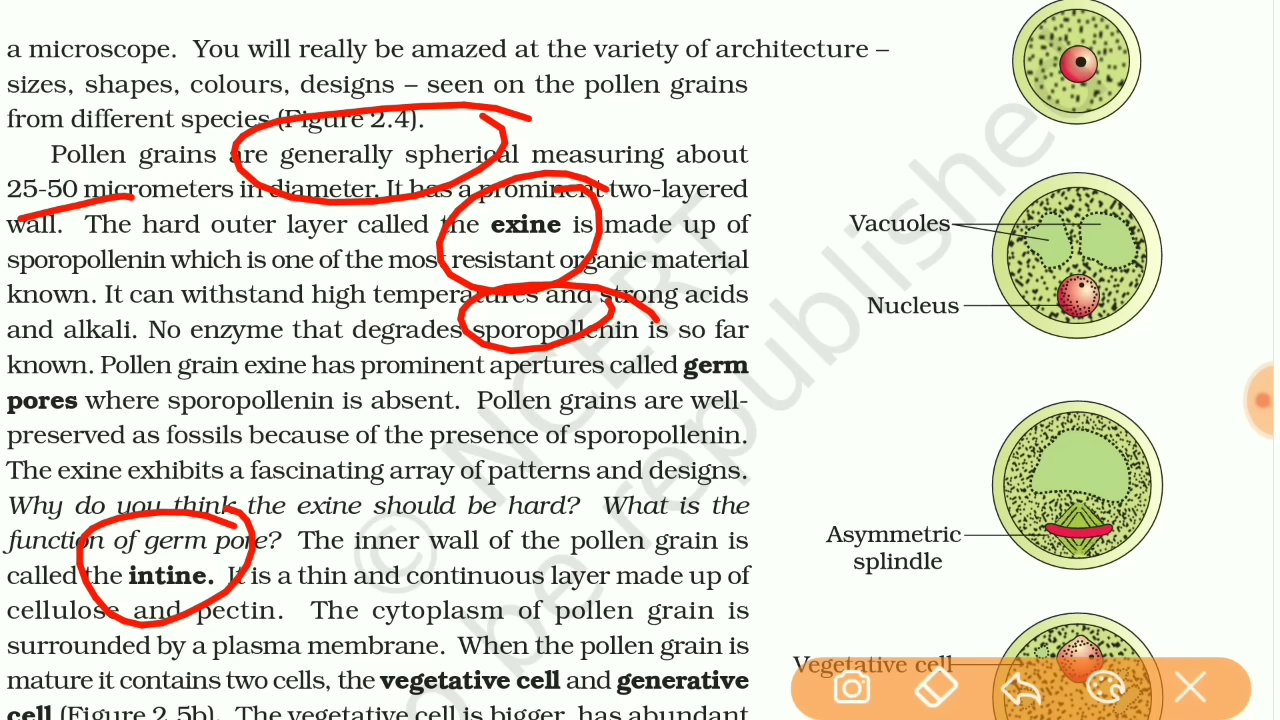 a microscope. You will really be amazed at the variety of architecture –
sizes, shapes, colours, designs – seen on the pollen grains
from different species (Figure 2.4).
Pollen grains are generally spherical measuring about
25-50 micrometers in diameter. It has a prominent two-layered
wall. The hard outer layer called the exine is made up of
sporopollenin which is one of the most resistant organic material
known. It can withstand high temperatures and strong acids
and alkali. No enzyme that degrades sporopollenin is so far
known. Pollen grain exine has prominent apertures called germ
pores where sporopollenin is absent. Pollen grains are well-
preserved as fossils because of the presence of sporopollenin.
The exine exhibits a fascinating array of patterns and designs.
Why do you think the exine should be hard? What is the
function of germ pore? The inner wall of the pollen grain is
called the intine. It is a thin and continuous layer made up of
cellulose and pectin. The cytoplasm of pollen grain is
surrounded by a plasma membrane. When the pollen grain is
mature it contains two cells, the vegetative cell and generative
cell (Figure 2.5b). The vegetative cell is bigger, has abundant
Vacuoles
Nucleus
Asymmetric
spindle
Vegetative cell
© NCERT
be republishe